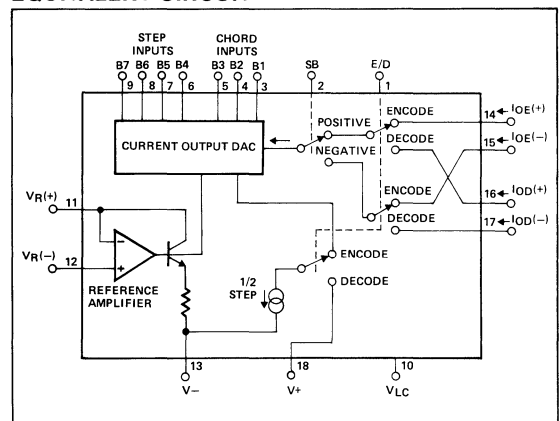 STEP INPUTS
CHORD INPUTS
SB
E/D
B7 B6 B5 B4
B3 B2 B1
9 8 7 6
5 4 3
2
1
POSITIVE
NEGATIVE
ENCODE
DECODE
14 IOE(+)
15 IOE(-)
CURRENT OUTPUT DAC
ENCODE
DECODE
16 IOD(+)
17 IOD(-)
VR(+) 11
VR(-) 12
REFERENCE
AMPLIFIER
1/2
STEP
ENCODE
DECODE
13
18
10
V-
V+
VLC